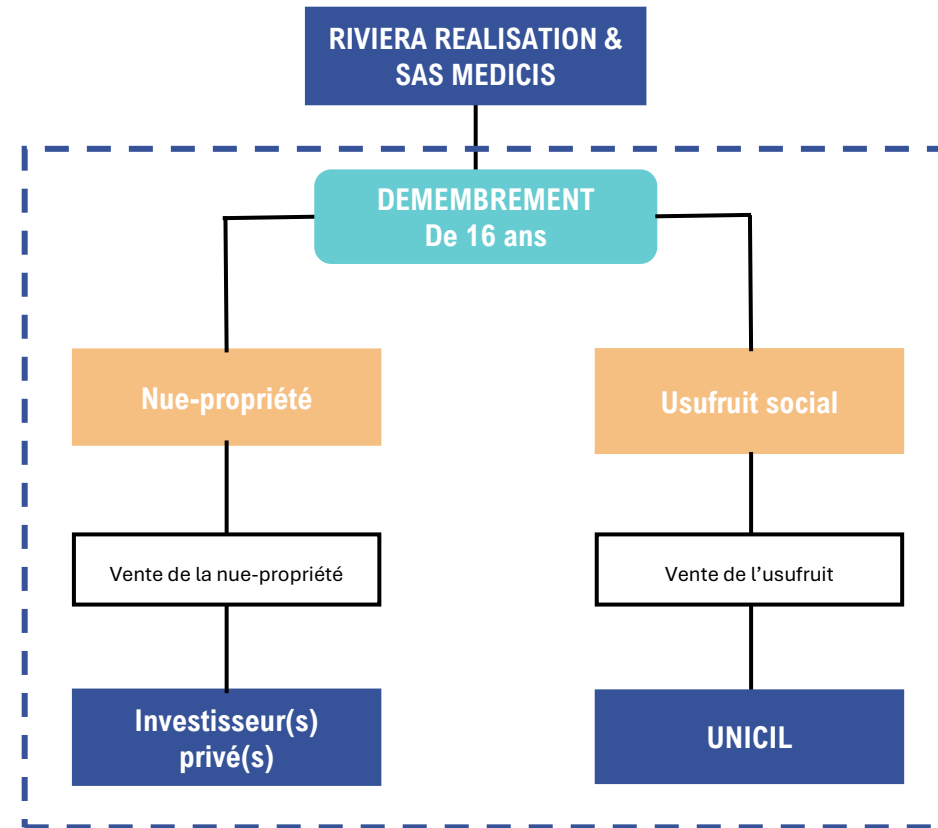 RIVIERA REALISATION &
SAS MEDICIS
DEMEMBREMENT
De 16 ans
Nue-propriété
Usufruit social
Vente de la nue-propriété
Vente de l’usufruit
Investisseur(s)
privé(s)
UNICIL